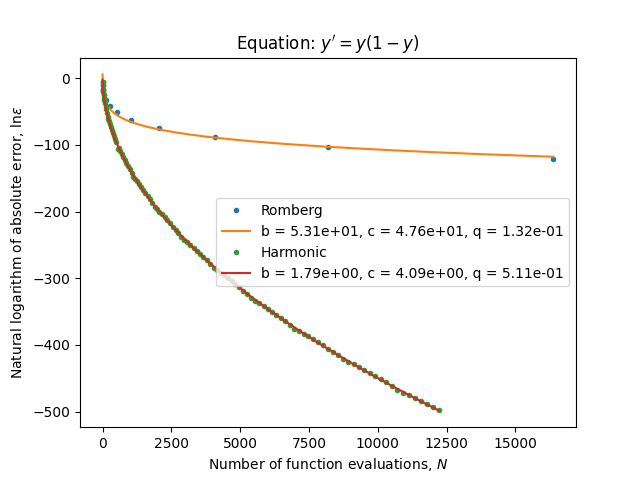 Equation: y′ = y(1 − y)
Natural logarithm of absolute error, lnε
0
−100
−200
−300
−400
−500
Romberg
b = 5.31e+01, c = 4.76e+01, q = 1.32e-01
Harmonic
b = 1.79e+00, c = 4.09e+00, q = 5.11e-01
0 2500 5000 7500 10000 12500 15000
Number of function evaluations, N